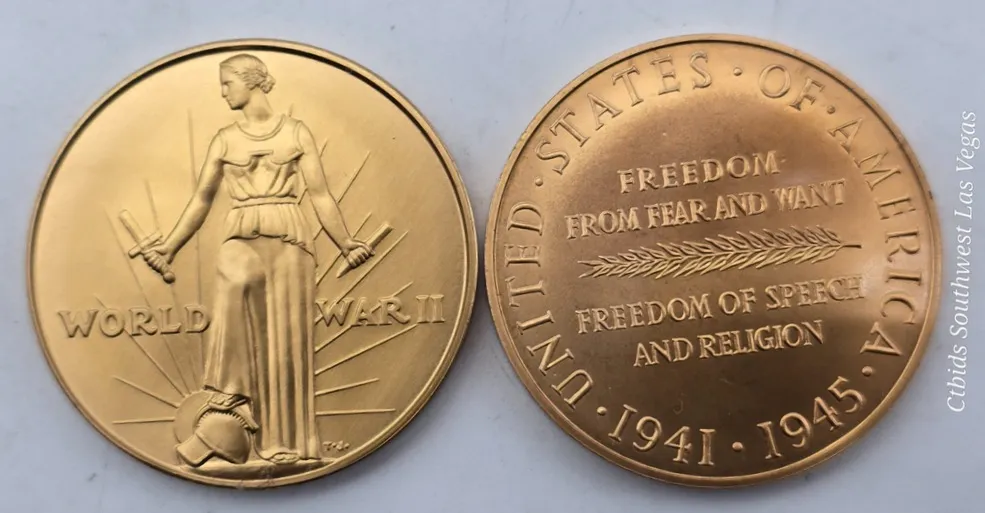 WORLD WAR II
T.J.
UNITED · STATES · OF · AMERICA ·
FREEDOM
FROM FEAR AND WANT
FREEDOM OF SPEECH
AND RELIGION
· 1941 · 1945
Ctbids Southwest Las Vegas